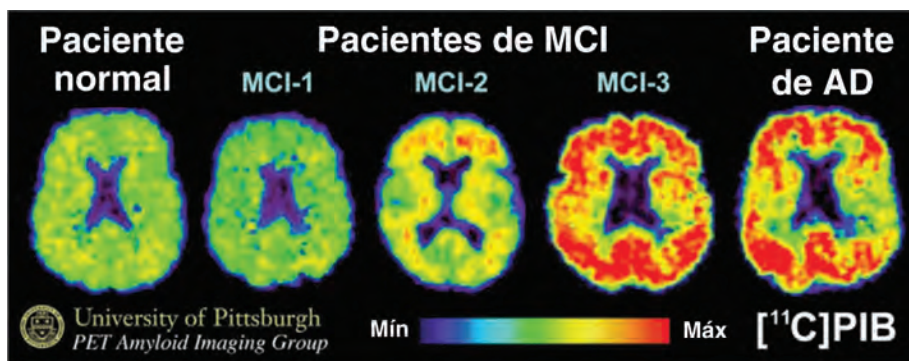 Paciente
normal
Pacientes de MCI
MCI-1
MCI-2
MCI-3
Paciente
de AD
University of Pittsburgh
PET Amyloid Imaging Group
Mín
Máx
[¹¹C]PIB